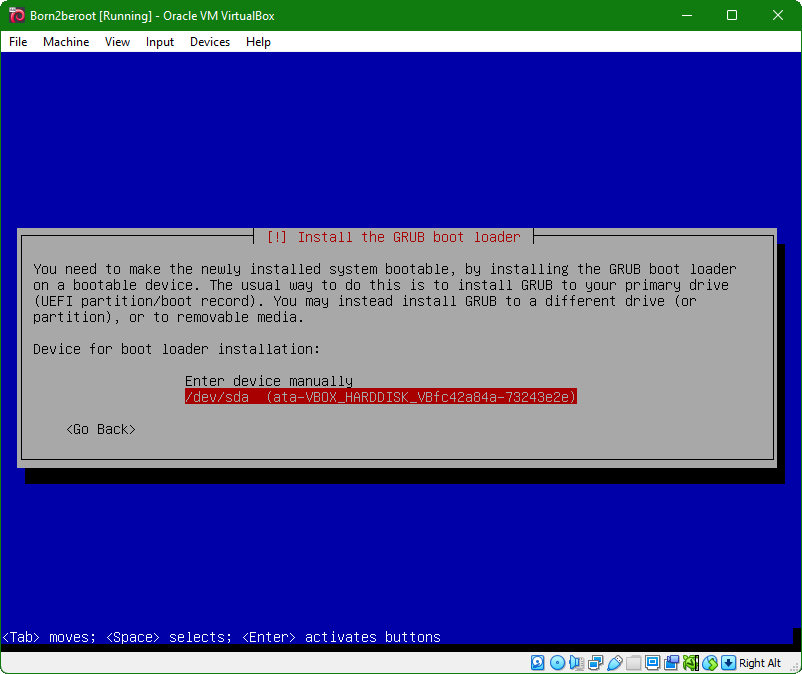 Born2beroot [Running] - Oracle VM VirtualBox
File Machine View Input Devices Help
[!] Install the GRUB boot loader
You need to make the newly installed system bootable, by installing the GRUB boot loader
on a bootable device. The usual way to do this is to install GRUB to your primary drive
(UEFI partition/boot record). You may instead install GRUB to a different drive (or
partition), or to removable media.
Device for boot loader installation:
Enter device manually
/dev/sda (ata-VBOX_HARDDISK_VBfc42a84a-73243e2e)
<Go Back>
<Tab> moves; <Space> selects; <Enter> activates buttons
Right Alt